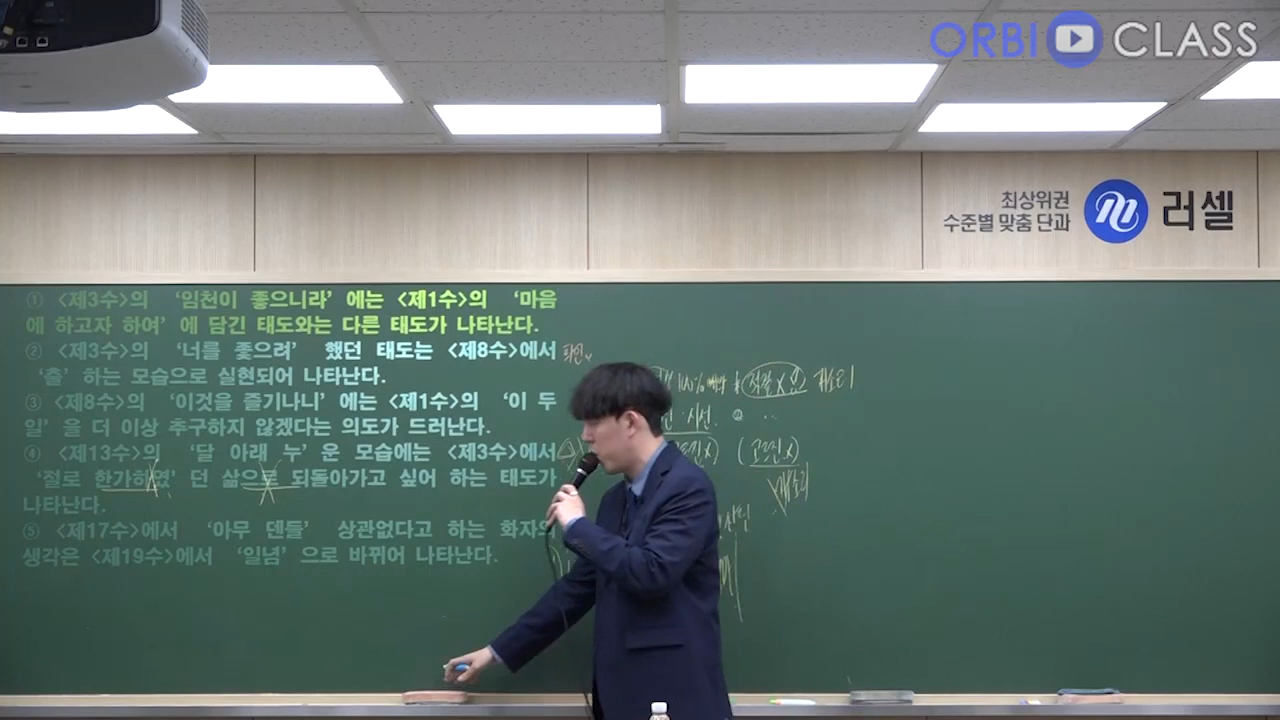 ORBI CLASS
최상위권
수준별 맞춤 단과
러셀
① <제3수>의 ‘임천이 좋으니라’에는 <제1수>의 ‘마음
에 하고자 하여’에 담긴 태도와는 다른 태도가 나타난다.
② <제3수>의 ‘너를 좇으려’ 했던 태도는 <제8수>에서
‘출’하는 모습으로 실현되어 나타난다.
③ <제8수>의 ‘이것을 즐기나니’에는 <제1수>의 ‘이 두
일’을 더 이상 추구하지 않겠다는 의도가 드러난다.
④ <제13수>의 ‘달 아래 누’운 모습에는 <제3수>에서
‘절로 한가하였’던 삶으로 되돌아가고 싶어 하는 태도가
나타난다.
⑤ <제17수>에서 ‘아무 덴들’ 상관없다고 하는 화자의
생각은 <제19수>에서 ‘일념’으로 바뀌어 나타난다.
확인
100%
시선. ②